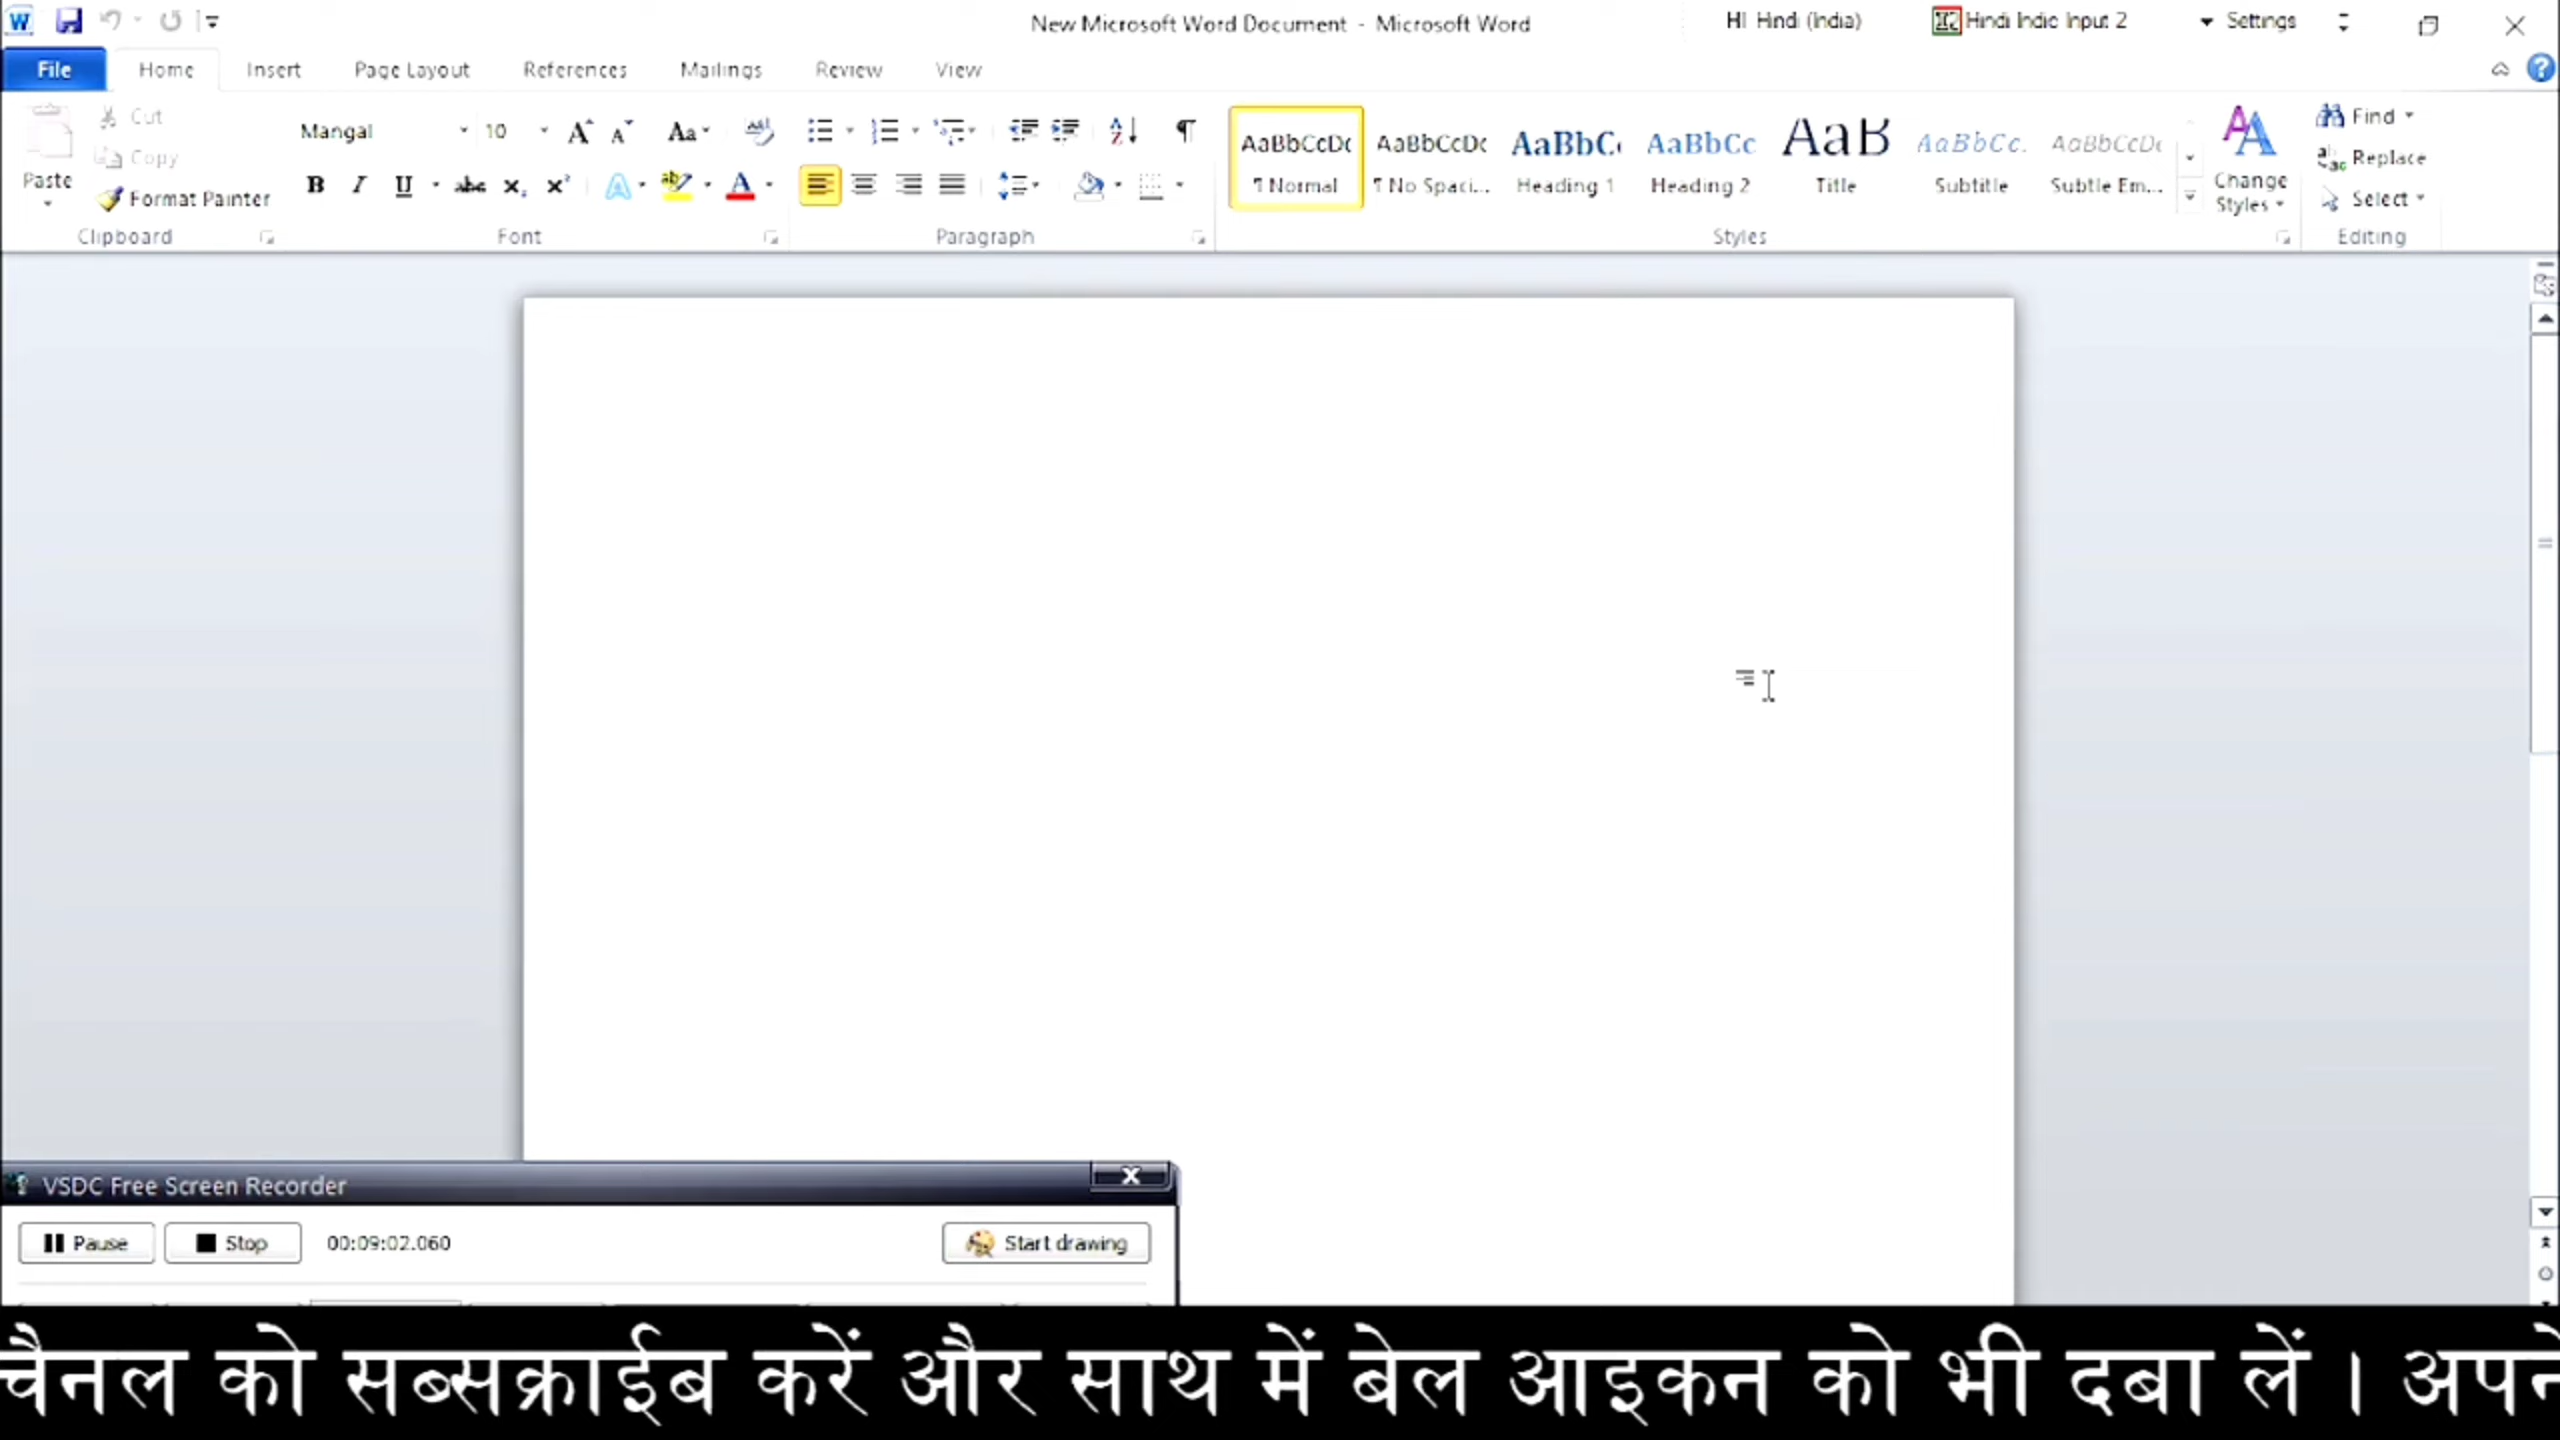 New Microsoft Word Document - Microsoft Word
HI Hindi (India)
Hindi Indic Input 2
Settings
File Home Insert Page Layout References Mailings Review View
Cut
Copy
Paste
Format Painter
Clipboard
Mangal 10
Font
Paragraph
AaBbCcDc AaBbCcDc AaBbC AaBbCc AaB AaBbCc. AaBbCcDc
¶ Normal ¶ No Spaci... Heading 1 Heading 2 Title Subtitle Subtle Em...
Styles
Change
Styles
Find
Replace
Select
Editing
VSDC Free Screen Recorder
Pause Stop 00:09:02.060 Start drawing
चैनल को सब्सक्राईब करें और साथ में बेल आइकन को भी दबा लें । अपने